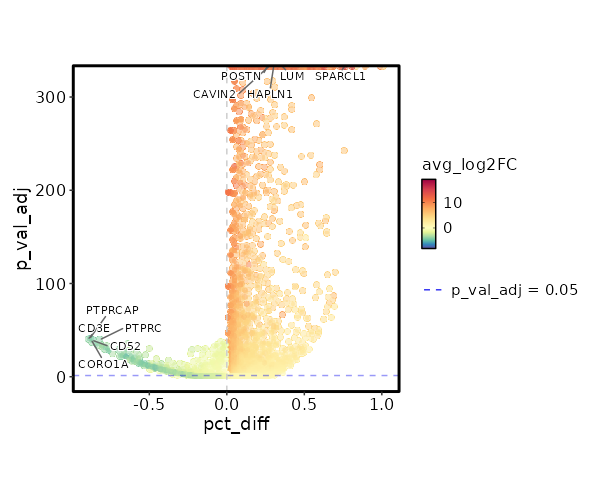 POSTN LUM SPARCL1
CAVIN2 HAPLN1
300
200
100
0
p_val_adj
PTPRCAP
CD3E PTPRC
CD52
CORO1A
-0.5 0.0 0.5 1.0
pct_diff
avg_log2FC
10
0
p_val_adj = 0.05